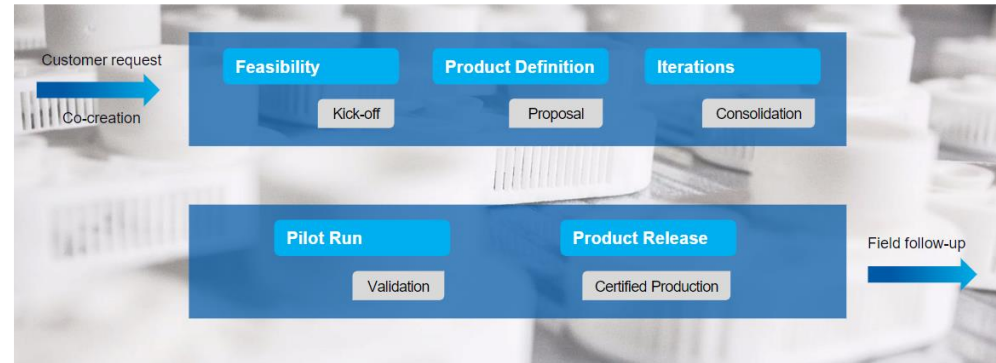 Customer request
Co-creation
Feasibility
Product Definition
Iterations
Kick-off
Proposal
Consolidation
Pilot Run
Product Release
Validation
Certified Production
Field follow-up